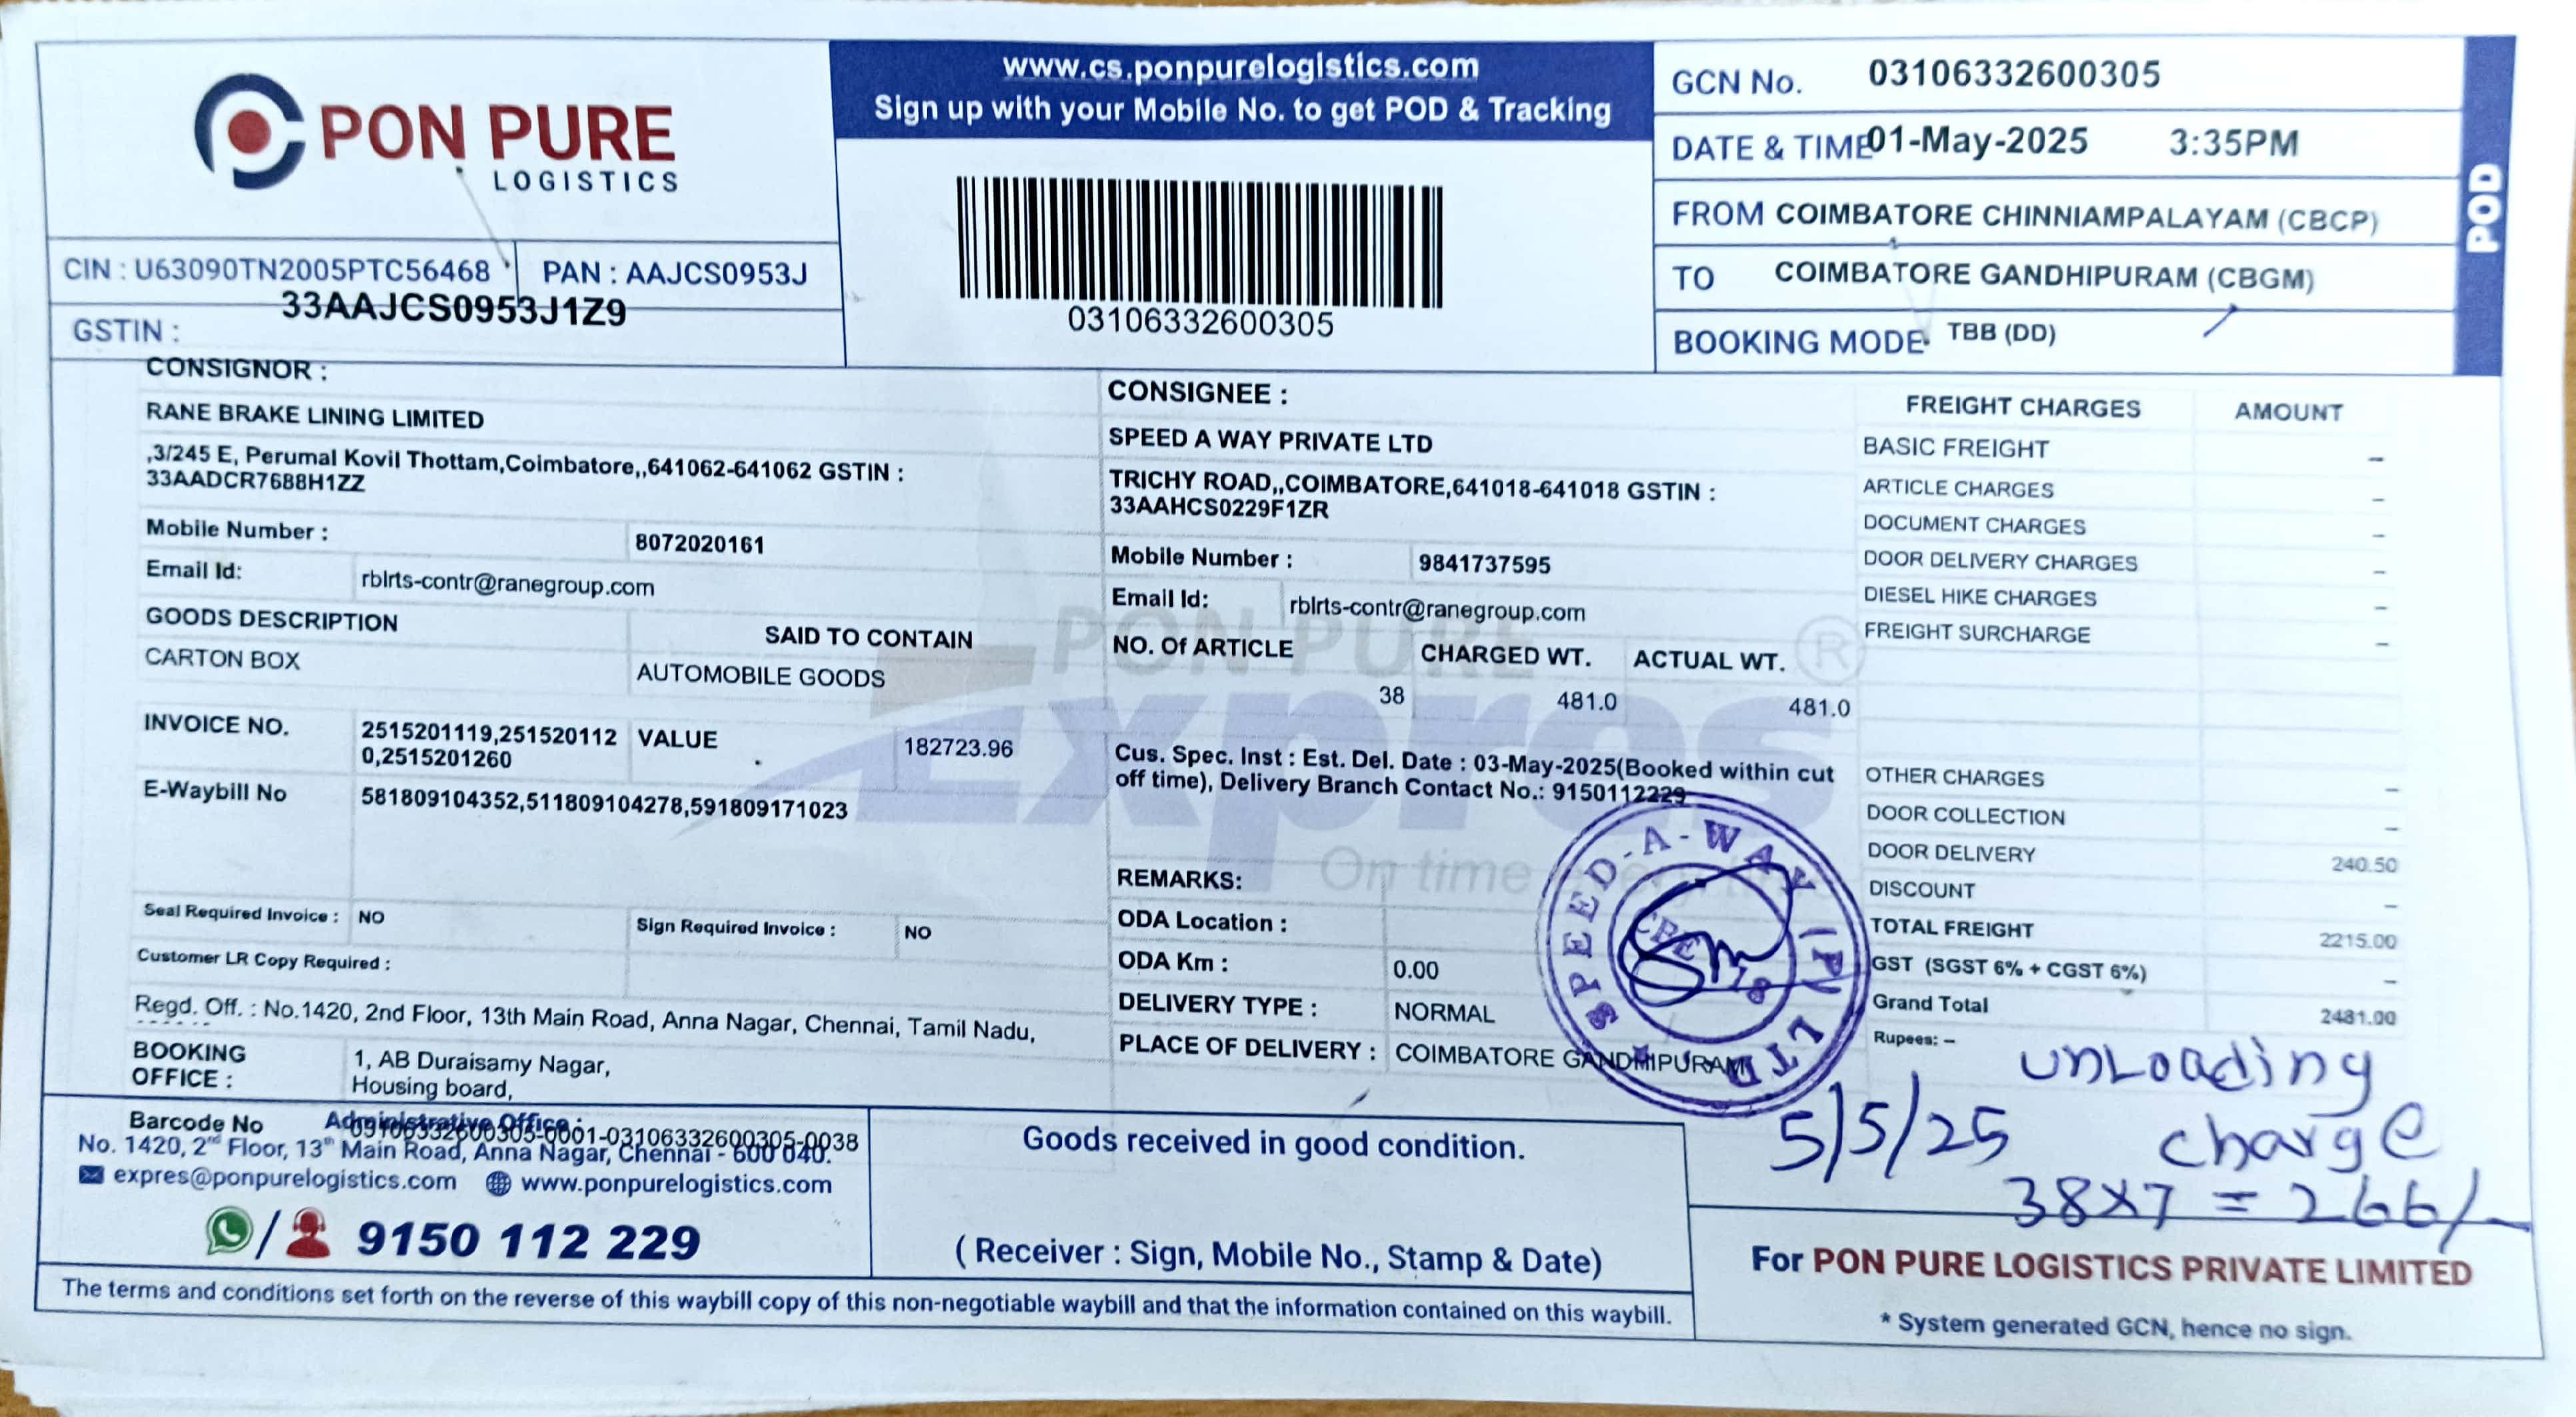 PON PURE
LOGISTICS
www.cs.ponpurelogistics.com
Sign up with your Mobile No. to get POD & Tracking
03106332600305
GCN No. 03106332600305
DATE & TIME 01-May-2025 3:35PM
FROM COIMBATORE CHINNIAMPALAYAM (CBCP)
TO COIMBATORE GANDHIPURAM (CBGM)
BOOKING MODE TBB (DD)
POD
CIN : U63090TN2005PTC56468 PAN : AAJCS0953J
33AAJCS0953J1Z9
GSTIN :
CONSIGNOR :
RANE BRAKE LINING LIMITED
,3/245 E, Perumal Kovil Thottam,Coimbatore,,641062-641062 GSTIN :
33AADCR7688H1ZZ
Mobile Number : 8072020161
Email Id: rblrts-contr@ranegroup.com
GOODS DESCRIPTION SAID TO CONTAIN
CARTON BOX AUTOMOBILE GOODS
INVOICE NO. 2515201119,251520112 VALUE 182723.96
0,2515201260
E-Waybill No 581809104352,511809104278,591809171023
Seal Required Invoice : NO Sign Required Invoice : NO
Customer LR Copy Required :
Regd. Off. : No.1420, 2nd Floor, 13th Main Road, Anna Nagar, Chennai, Tamil Nadu,
BOOKING OFFICE : 1, AB Duraisamy Nagar,
Housing board,
CONSIGNEE :
SPEED A WAY PRIVATE LTD
TRICHY ROAD,,COIMBATORE,641018-641018 GSTIN :
33AAHCS0229F1ZR
Mobile Number : 9841737595
Email Id: rblrts-contr@ranegroup.com
NO. Of ARTICLE CHARGED WT. ACTUAL WT.
38 481.0 481.0
Cus. Spec. Inst : Est. Del. Date : 03-May-2025(Booked within cut
off time), Delivery Branch Contact No.: 9150112229
REMARKS:
ODA Location :
ODA Km : 0.00
DELIVERY TYPE : NORMAL
PLACE OF DELIVERY : COIMBATORE GANDHIPURAM
PON PURE
Expres ®
On time
SPEED-A-WAY (P) LTD
CBE 18
FREIGHT CHARGES AMOUNT
BASIC FREIGHT –
ARTICLE CHARGES –
DOCUMENT CHARGES –
DOOR DELIVERY CHARGES –
DIESEL HIKE CHARGES –
FREIGHT SURCHARGE –
OTHER CHARGES –
DOOR COLLECTION –
DOOR DELIVERY 240.50
DISCOUNT –
TOTAL FREIGHT 2215.00
GST (SGST 6% + CGST 6%) –
Grand Total 2481.00
Rupees: –
unLoading
5/5/25 charge
38x7 = 266/-
Barcode No 03106332600305-0001-03106332600305-0038
Administrative Office :
No. 1420, 2nd Floor, 13th Main Road, Anna Nagar, Chennai - 600 040.
expres@ponpurelogistics.com www.ponpurelogistics.com
/ 9150 112 229
Goods received in good condition.
( Receiver : Sign, Mobile No., Stamp & Date)
For PON PURE LOGISTICS PRIVATE LIMITED
* System generated GCN, hence no sign.
The terms and conditions set forth on the reverse of this waybill copy of this non-negotiable waybill and that the information contained on this waybill.